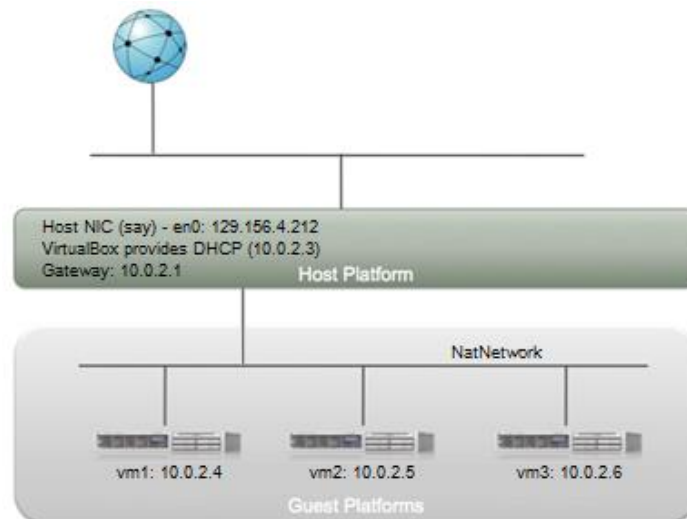 Host NIC (say) - en0: 129.156.4.212
VirtualBox provides DHCP (10.0.2.3)
Gateway: 10.0.2.1
Host Platform
NatNetwork
vm1: 10.0.2.4
vm2: 10.0.2.5
vm3: 10.0.2.6
Guest Platforms